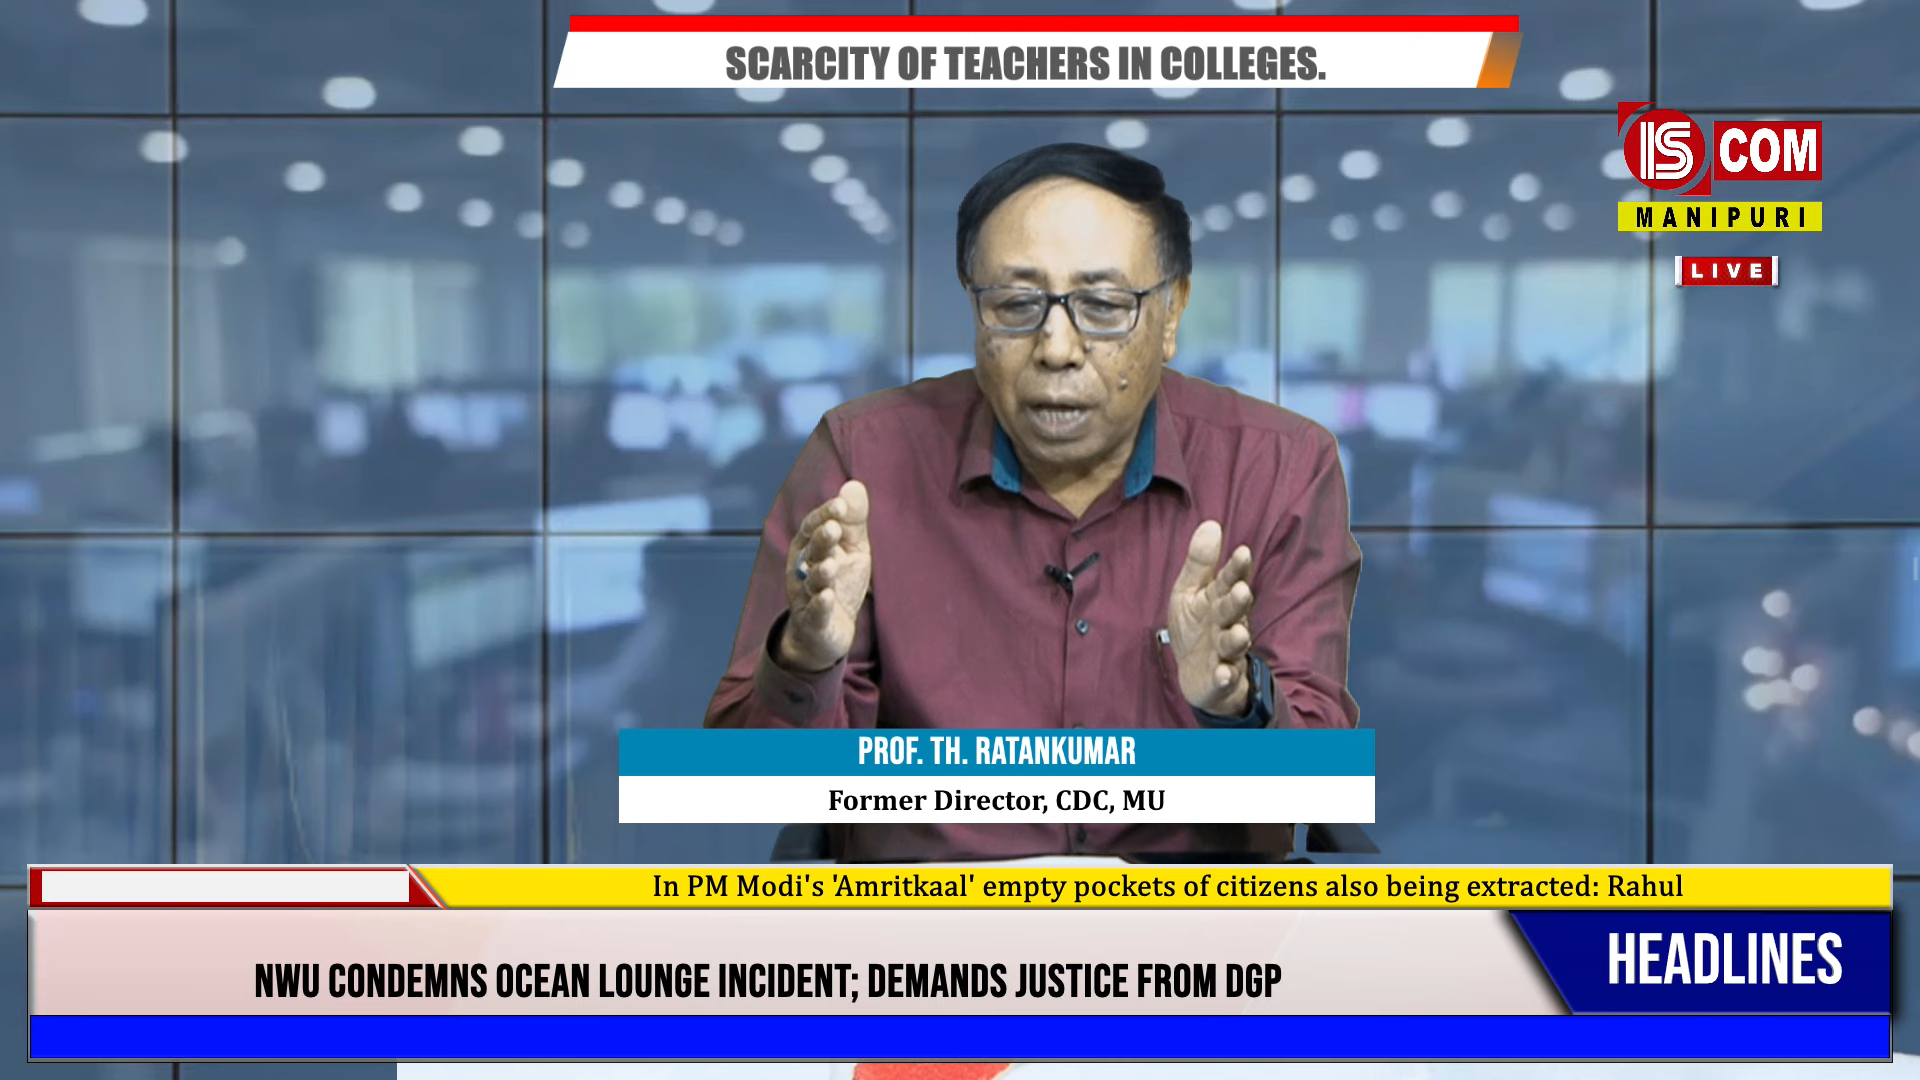 SCARCITY OF TEACHERS IN COLLEGES.
IS COM
MANIPURI
LIVE
PROF. TH. RATANKUMAR
Former Director, CDC, MU
In PM Modi's 'Amritkaal' empty pockets of citizens also being extracted: Rahul
NWU CONDEMNS OCEAN LOUNGE INCIDENT; DEMANDS JUSTICE FROM DGP
HEADLINES